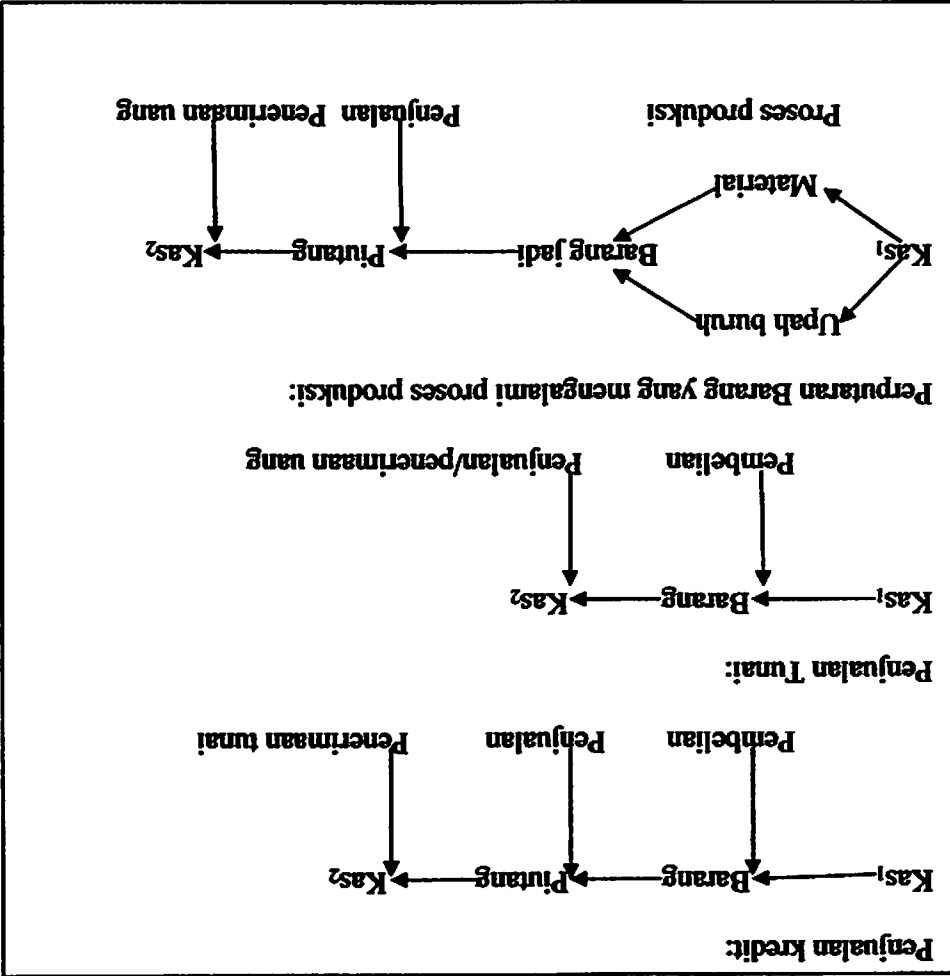 Penjualan kredit:
Kas₁ Barang Piutang Kas₂
Pembelian Penjualan Penerimaan tunai
Penjualan Tunai:
Kas₁ Barang Kas₂
Pembelian Penjualan/penerimaan uang
Perputaran Barang yang mengalami proses produksi:
Upah buruh
Kas₁ Barang jadi Piutang Kas₂
Material
Proses produksi Penjualan Penerimaan uang